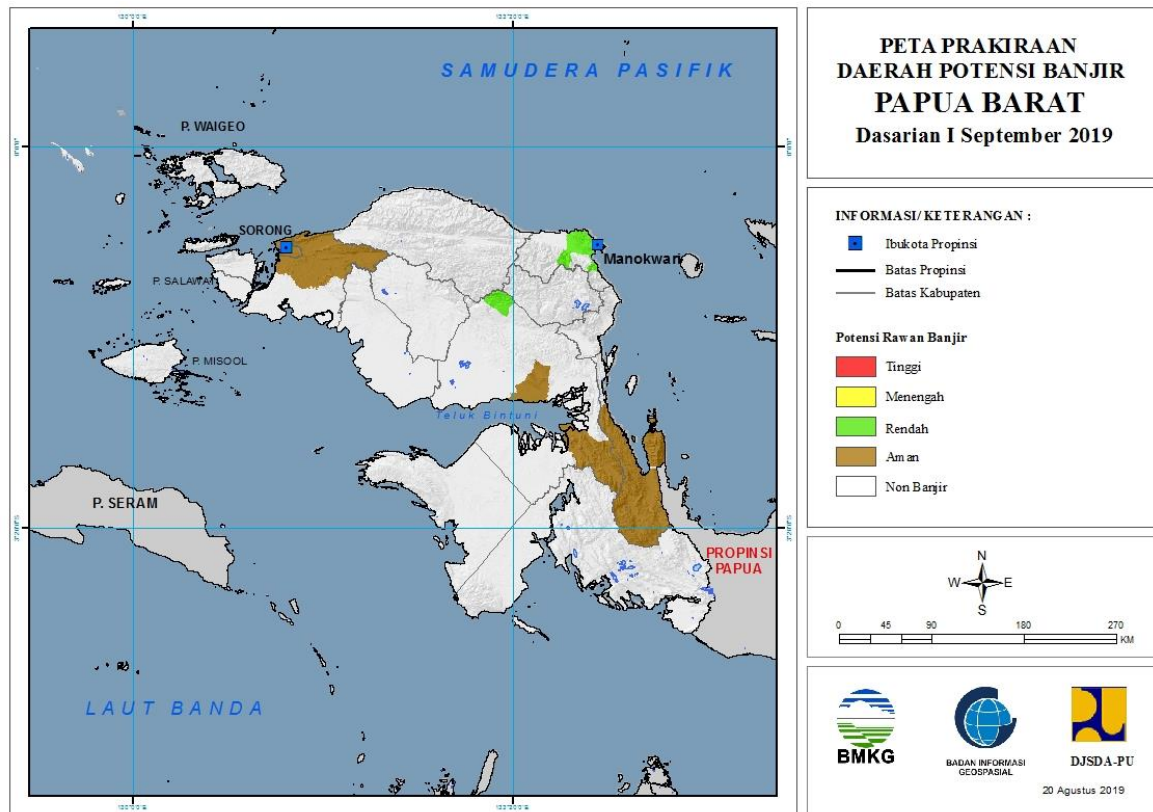 SAMUDERA PASIFIK
P. WAIGEO
SORONG
Manokwari
P. SALAWATI
P. MISOOL
Teluk Bintuni
P. SERAM
PROPINSI
PAPUA
LAUT BANDA
PETA PRAKIRAAN
DAERAH POTENSI BANJIR
PAPUA BARAT
Dasarian I September 2019
INFORMASI/ KETERANGAN :
Ibukota Propinsi
Batas Propinsi
Batas Kabupaten
Potensi Rawan Banjir
Tinggi
Menengah
Rendah
Aman
Non Banjir
N
W E
S
0 45 90 180 270
KM
BMKG
BADAN INFORMASI
GEOSPASIAL
DJSDA-PU
20 Agustus 2019